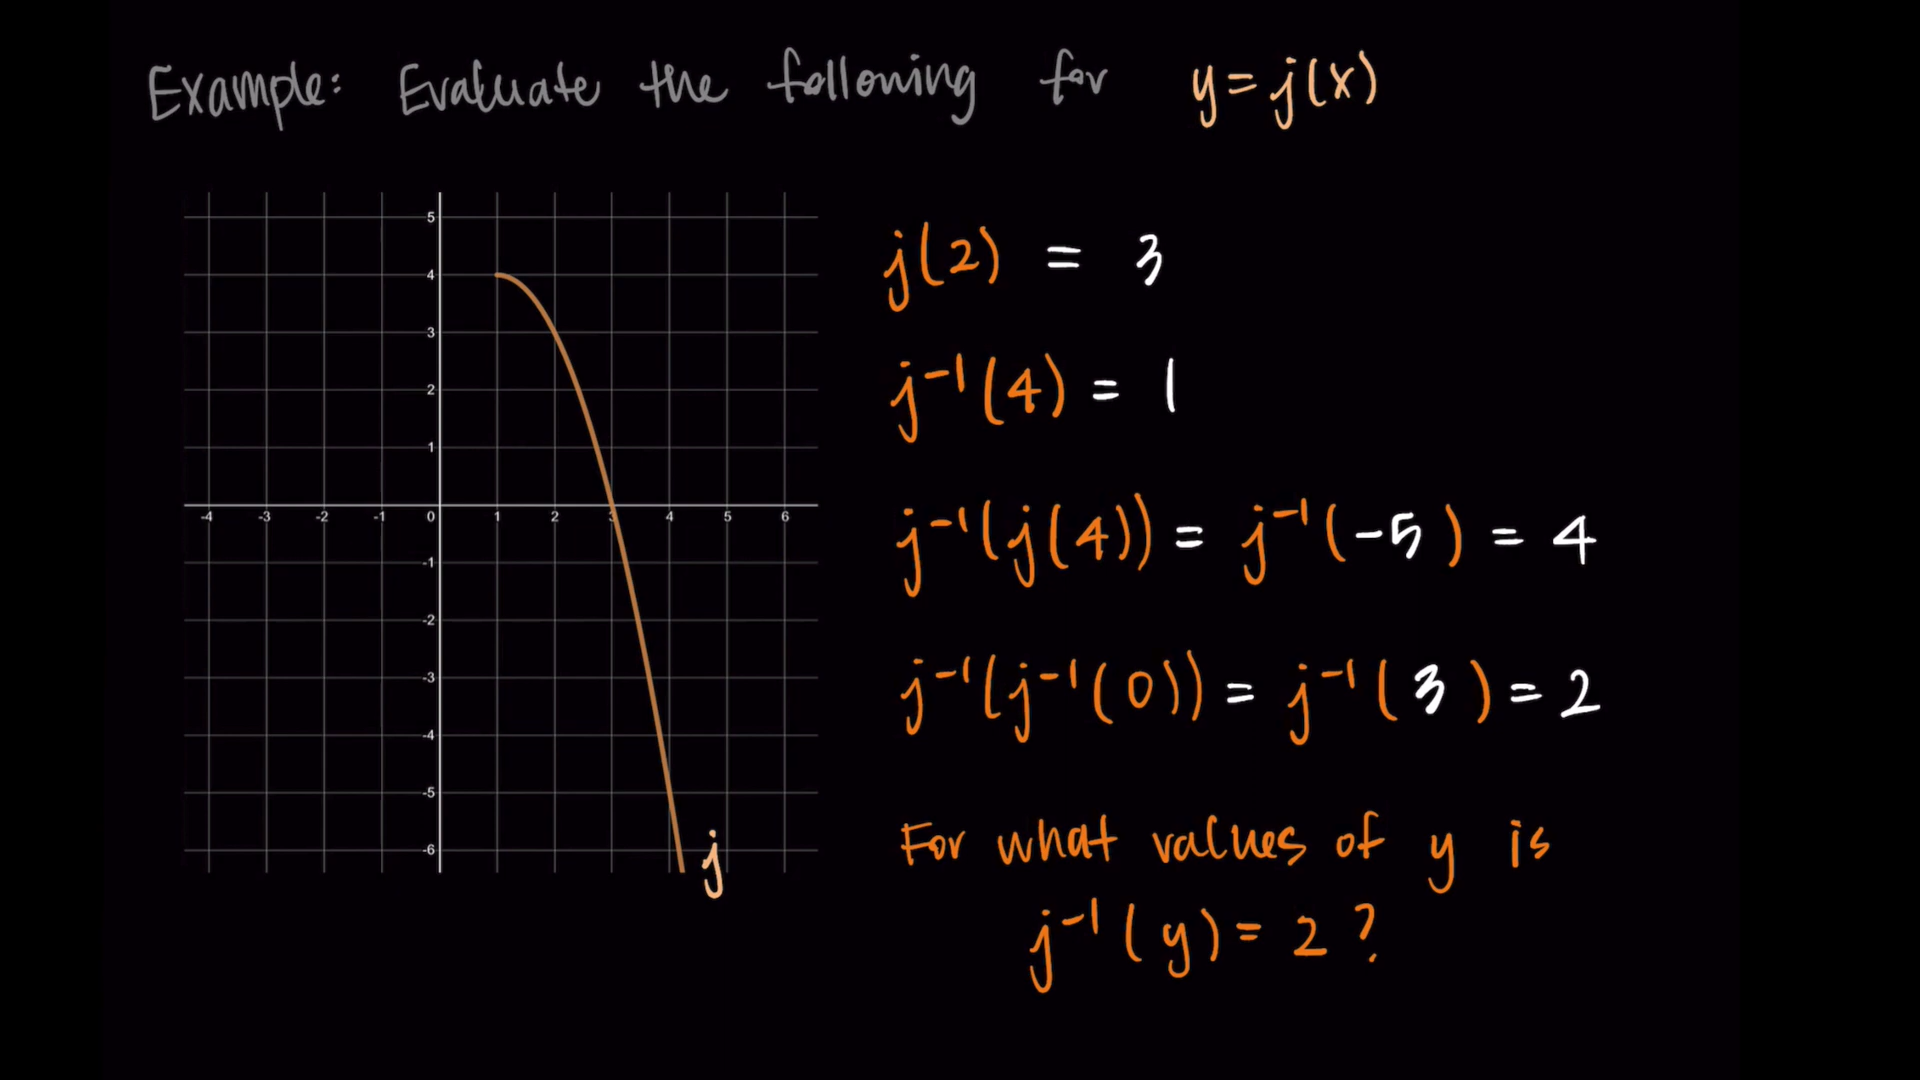 Example: Evaluate the following for y=j(x)
5
4
3
2
1
-4 -3 -2 -1 0 1 2 3 4 5 6
-1
-2
-3
-4
-5
-6
j
j(2) = 3
j⁻¹(4) = 1
j⁻¹(j(4)) = j⁻¹(-5) = 4
j⁻¹(j⁻¹(0)) = j⁻¹(3) = 2
For what values of y is
j⁻¹(y) = 2 ?